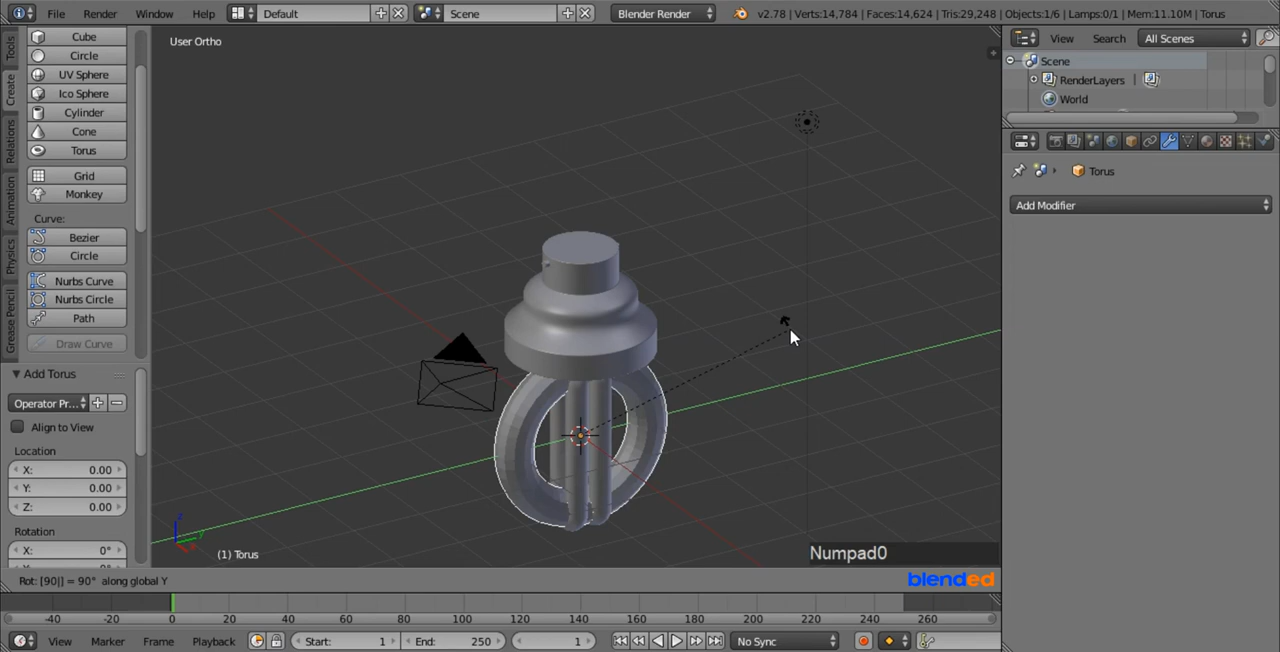 File Render Window Help Default Scene Blender Render v2.78 | Verts:14,784 | Faces:14,624 | Tris:29,248 | Objects:1/6 | Lamps:0/1 | Mem:11.10M | Torus
User Ortho
Tools
Create
Relations
Animation
Physics
Grease Pencil
Cube
Circle
UV Sphere
Ico Sphere
Cylinder
Cone
Torus
Grid
Monkey
Curve:
Bezier
Circle
Nurbs Curve
Nurbs Circle
Path
Draw Curve
Add Torus
Operator Pr...
Align to View
Location
X: 0.00
Y: 0.00
Z: 0.00
Rotation
X: 0°
(1) Torus
Numpad0
Rot: [90|] = 90° along global Y
blended
View Search All Scenes
Scene
RenderLayers
World
Torus
Add Modifier
-40 -20 0 20 40 60 80 100 120 140 160 180 200 220 240 260
View Marker Frame Playback Start: 1 End: 250 1 No Sync